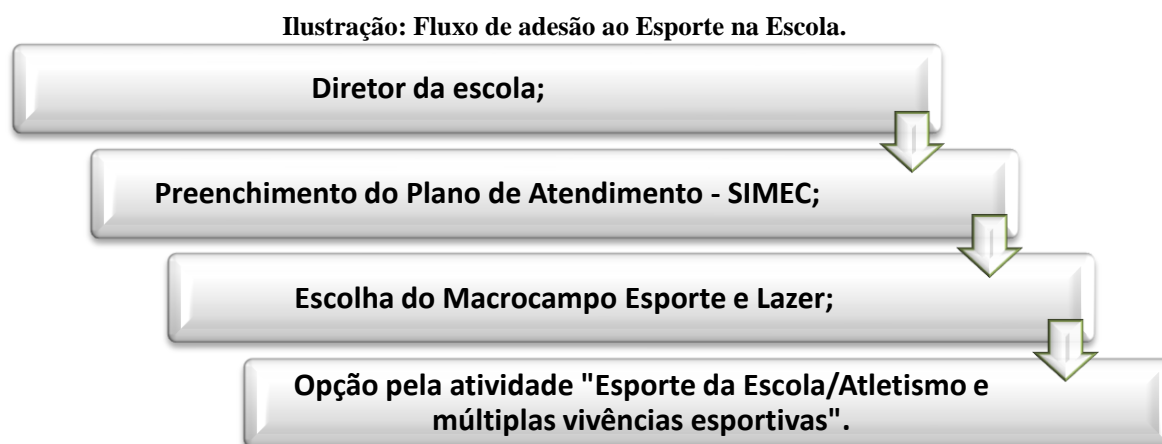 Ilustração: Fluxo de adesão ao Esporte na Escola.
Diretor da escola;
Preenchimento do Plano de Atendimento - SIMEC;
Escolha do Macrocampo Esporte e Lazer;
Opção pela atividade "Esporte da Escola/Atletismo e
múltiplas vivências esportivas".